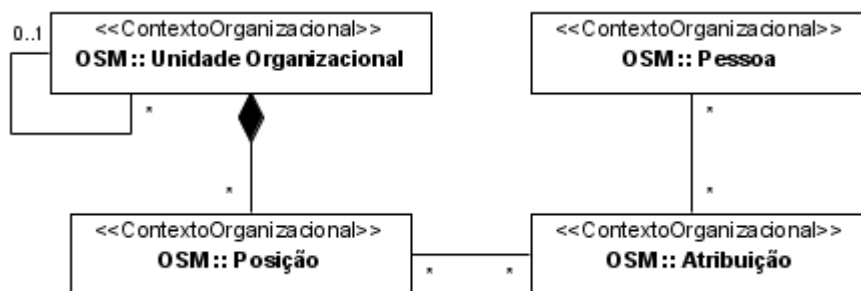 <<ContextoOrganizacional>>
OSM:: Unidade Organizacional
0..1
*
*
<<ContextoOrganizacional>>
OSM:: Pessoa
*
*
<<ContextoOrganizacional>>
OSM:: Posição
*
*
<<ContextoOrganizacional>>
OSM:: Atribuição